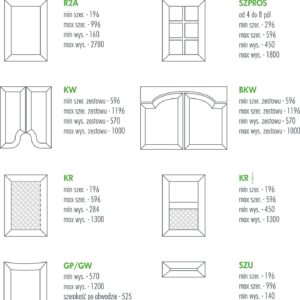 R2A
min szer. - 196
max szer. - 996
min wys. - 160
max wys. - 2780
SZPROS
od 4 do 8 pól
min szer. - 296
max szer. - 596
min wys. - 450
max wys. - 1800
KW
min szer. zestawu - 596
max szer. zestawu - 1196
min wys. zestawu - 570
max wys. zestawu - 1000
BKW
min szer. zestawu - 596
max szer. zestawu - 1196
min wys. zestawu - 570
max wys. zestawu - 1000
KR
min szer. - 196
max szer. - 596
min wys. - 284
max wys. - 1300
KR ½
min szer. - 196
max szer. - 596
min wys. - 450
max wys. - 1300
GP/GW
min wys. - 570
max wys. - 1200
szerokość po obwodzie - 525
SZU
min szer. - 196
max szer. - 996
min wys. - 140